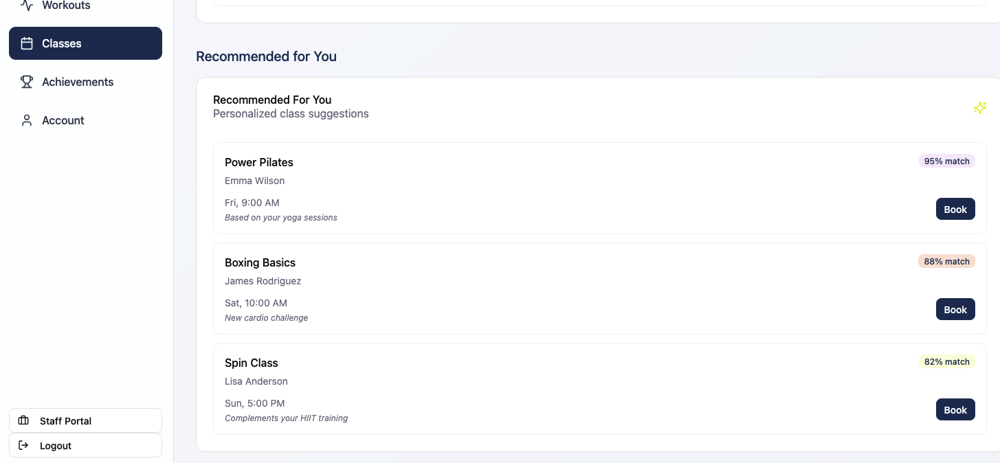 Workouts
Classes
Achievements
Account
Staff Portal
Logout
Recommended for You
Recommended For You
Personalized class suggestions
Power Pilates
95% match
Emma Wilson
Fri, 9:00 AM
Based on your yoga sessions
Book
Boxing Basics
88% match
James Rodriguez
Sat, 10:00 AM
New cardio challenge
Book
Spin Class
82% match
Lisa Anderson
Sun, 5:00 PM
Complements your HIIT training
Book